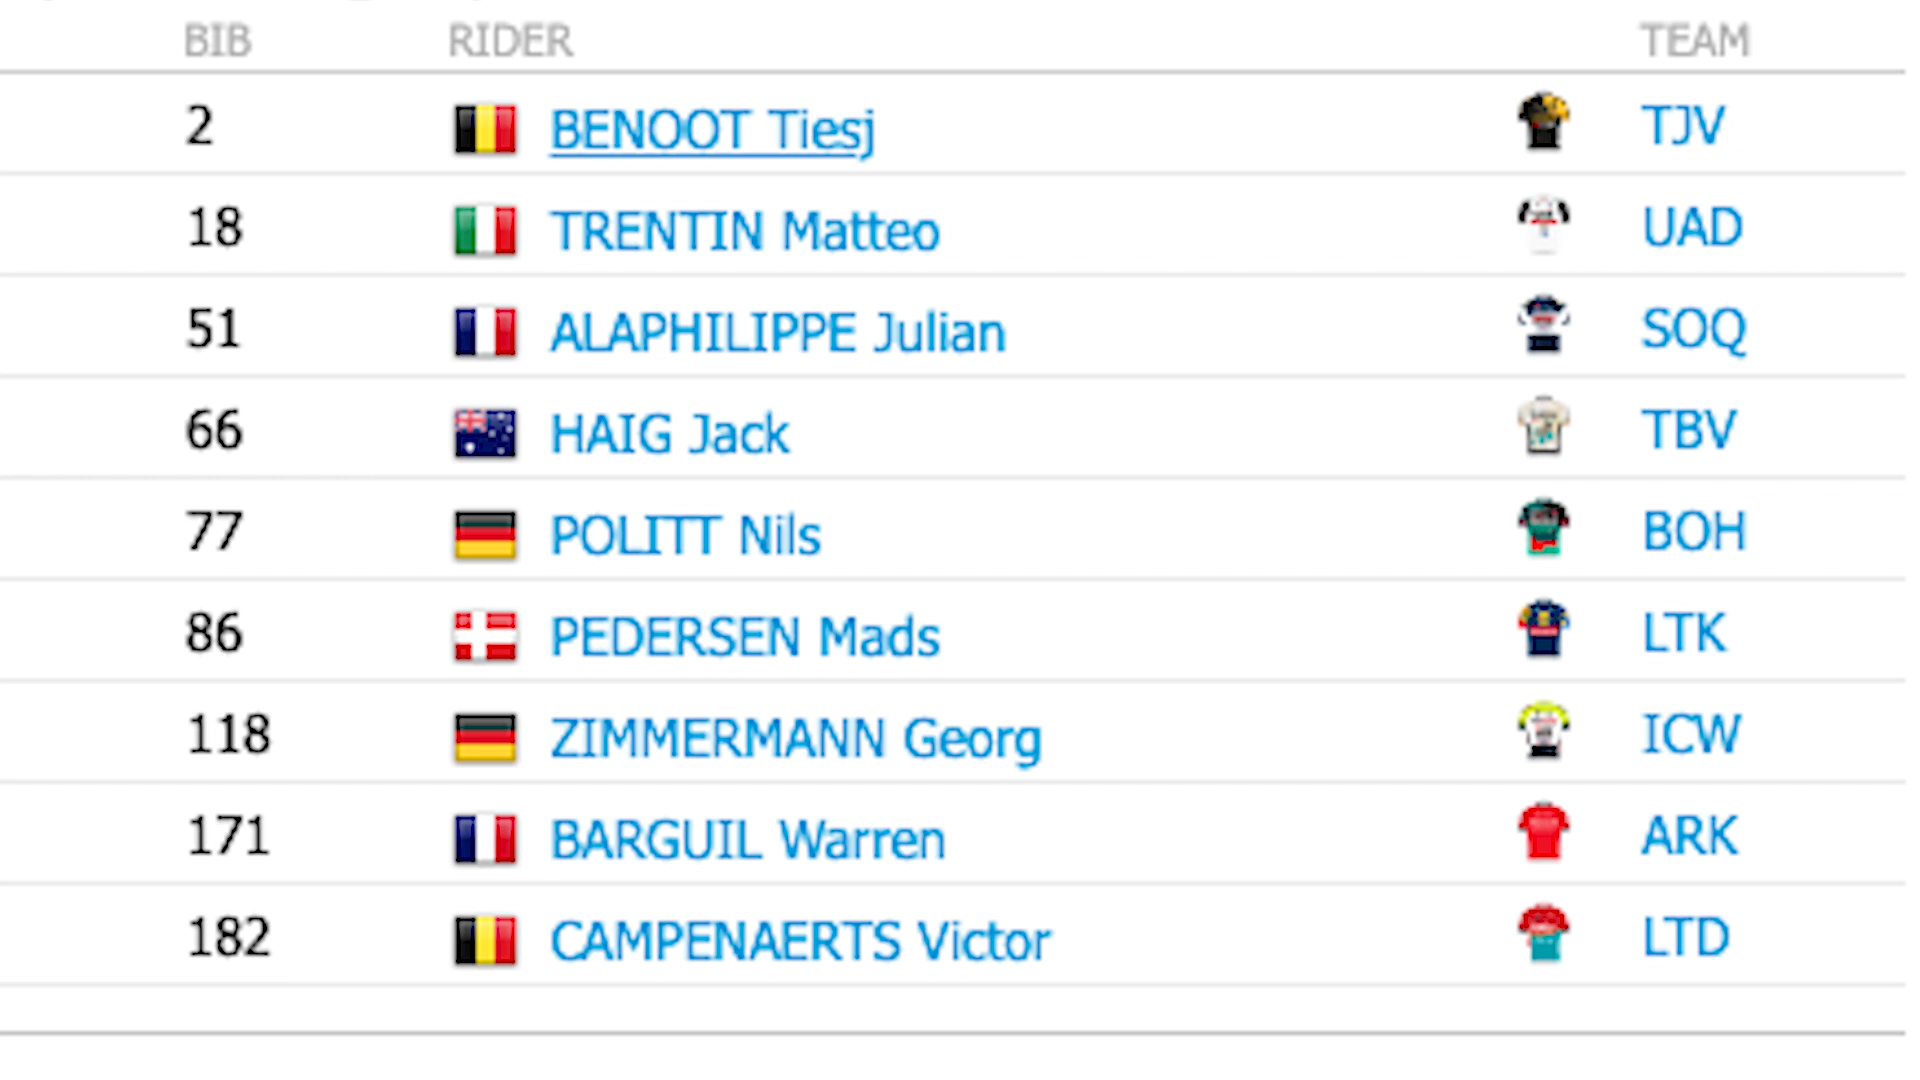 BIB RIDER TEAM
2 BENOOT Tiesj TJV
18 TRENTIN Matteo UAD
51 ALAPHILIPPE Julian SOQ
66 HAIG Jack TBV
77 POLITT Nils BOH
86 PEDERSEN Mads LTK
118 ZIMMERMANN Georg ICW
171 BARGUIL Warren ARK
182 CAMPENAERTS Victor LTD